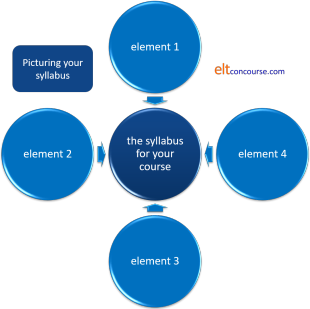 element 1
Picturing your
syllabus
eltconcourse.com
element 2
the syllabus
for your
course
element 4
element 3